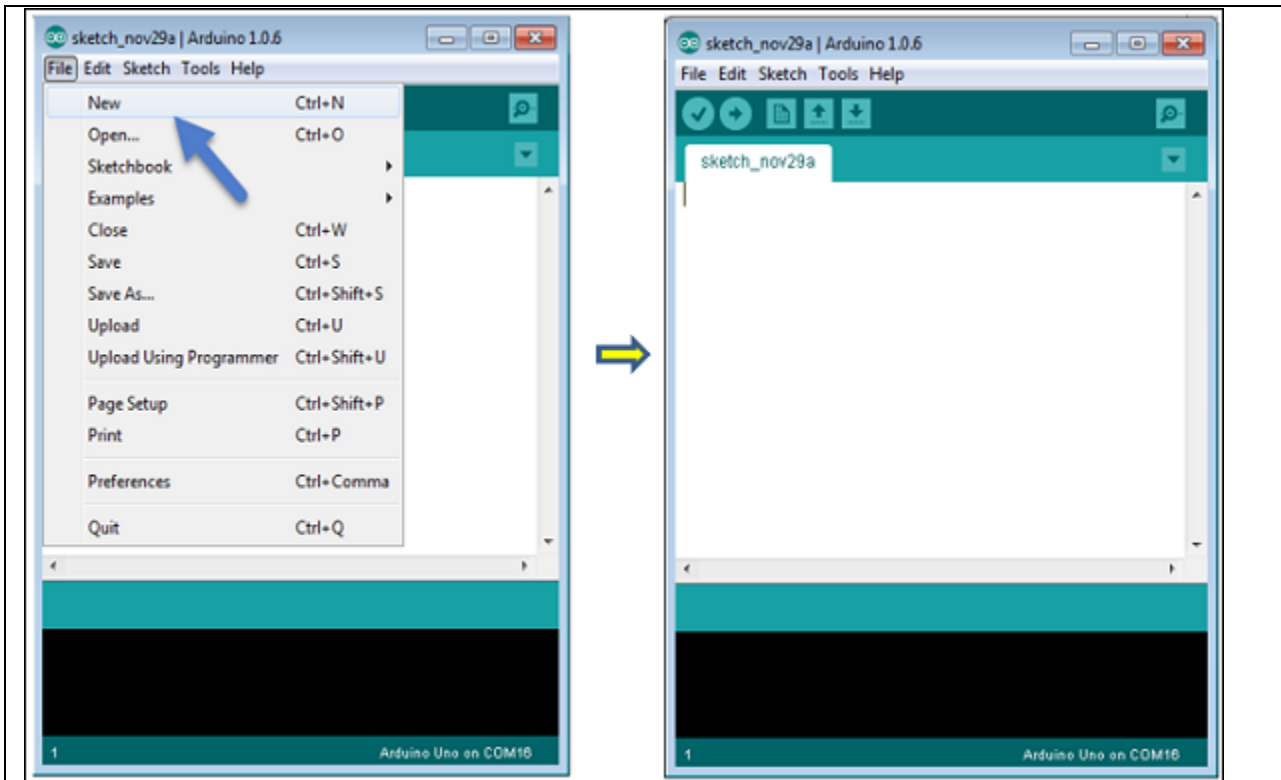 sketch_nov29a | Arduino 1.0.6
File Edit Sketch Tools Help
New Ctrl+N
Open... Ctrl+O
Sketchbook
Examples
Close Ctrl+W
Save Ctrl+S
Save As... Ctrl+Shift+S
Upload Ctrl+U
Upload Using Programmer Ctrl+Shift+U
Page Setup Ctrl+Shift+P
Print Ctrl+P
Preferences Ctrl+Comma
Quit Ctrl+Q
1 Arduino Uno on COM16
sketch_nov29a | Arduino 1.0.6
File Edit Sketch Tools Help
sketch_nov29a
1 Arduino Uno on COM16